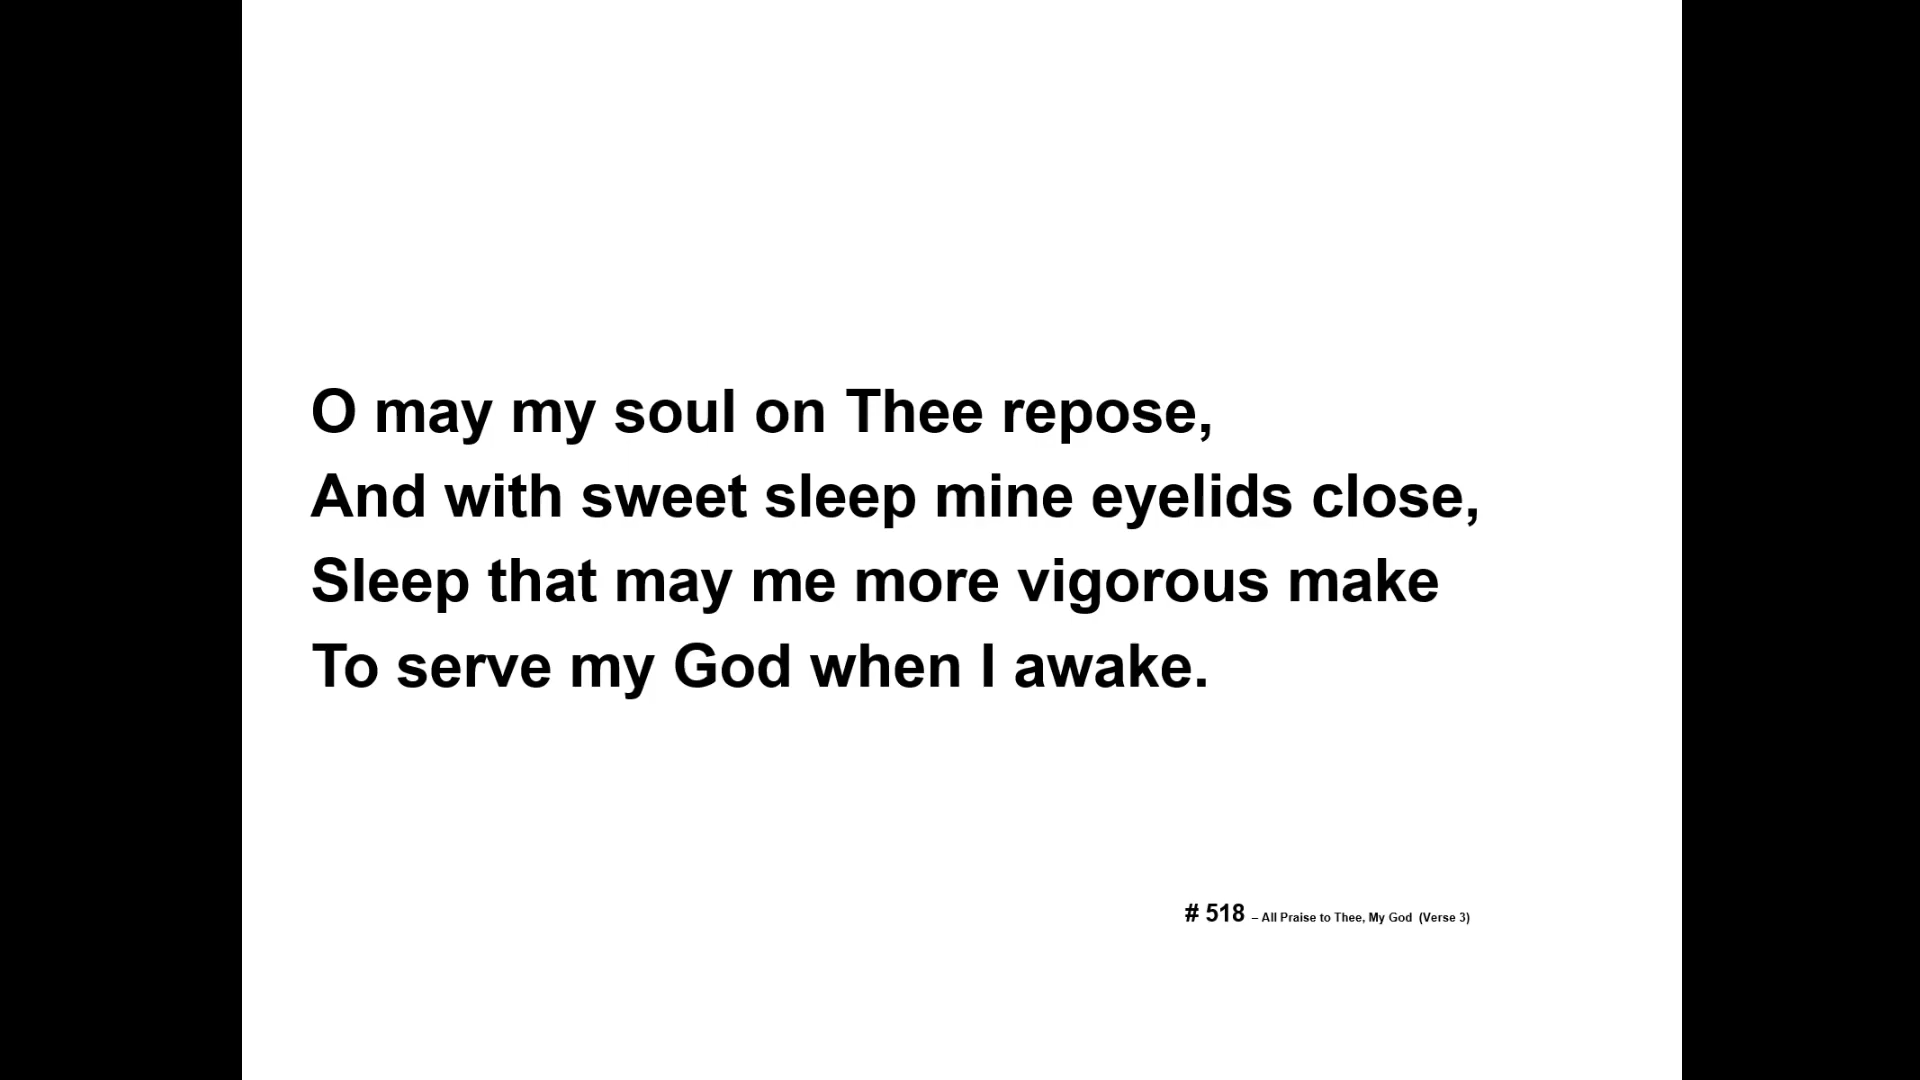 O may my soul on Thee repose,
And with sweet sleep mine eyelids close,
Sleep that may me more vigorous make
To serve my God when I awake.
# 518 – All Praise to Thee, My God (Verse 3)